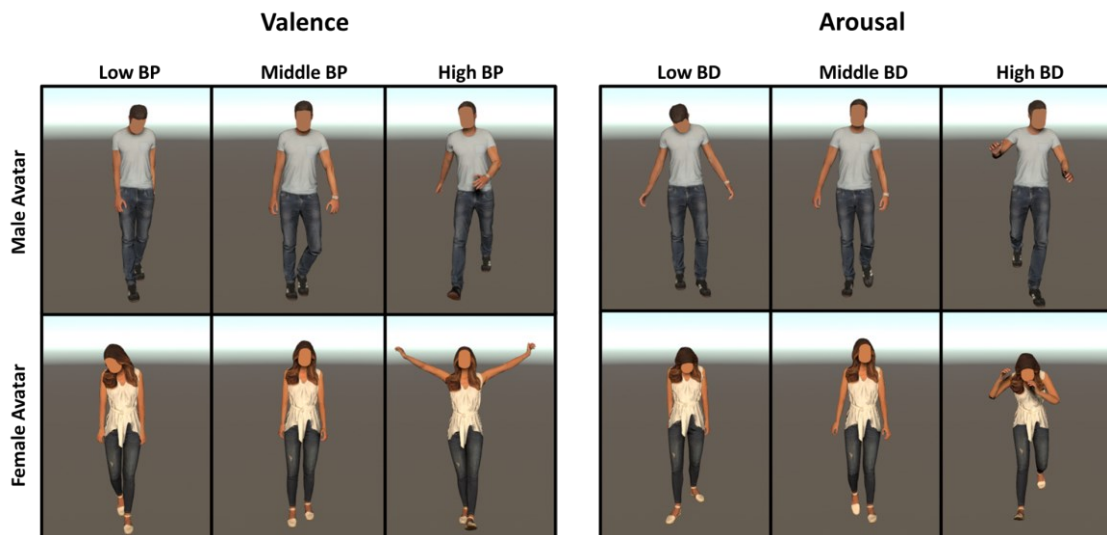 Valence
Arousal
Low BP
Middle BP
High BP
Low BD
Middle BD
High BD
Male Avatar
Female Avatar